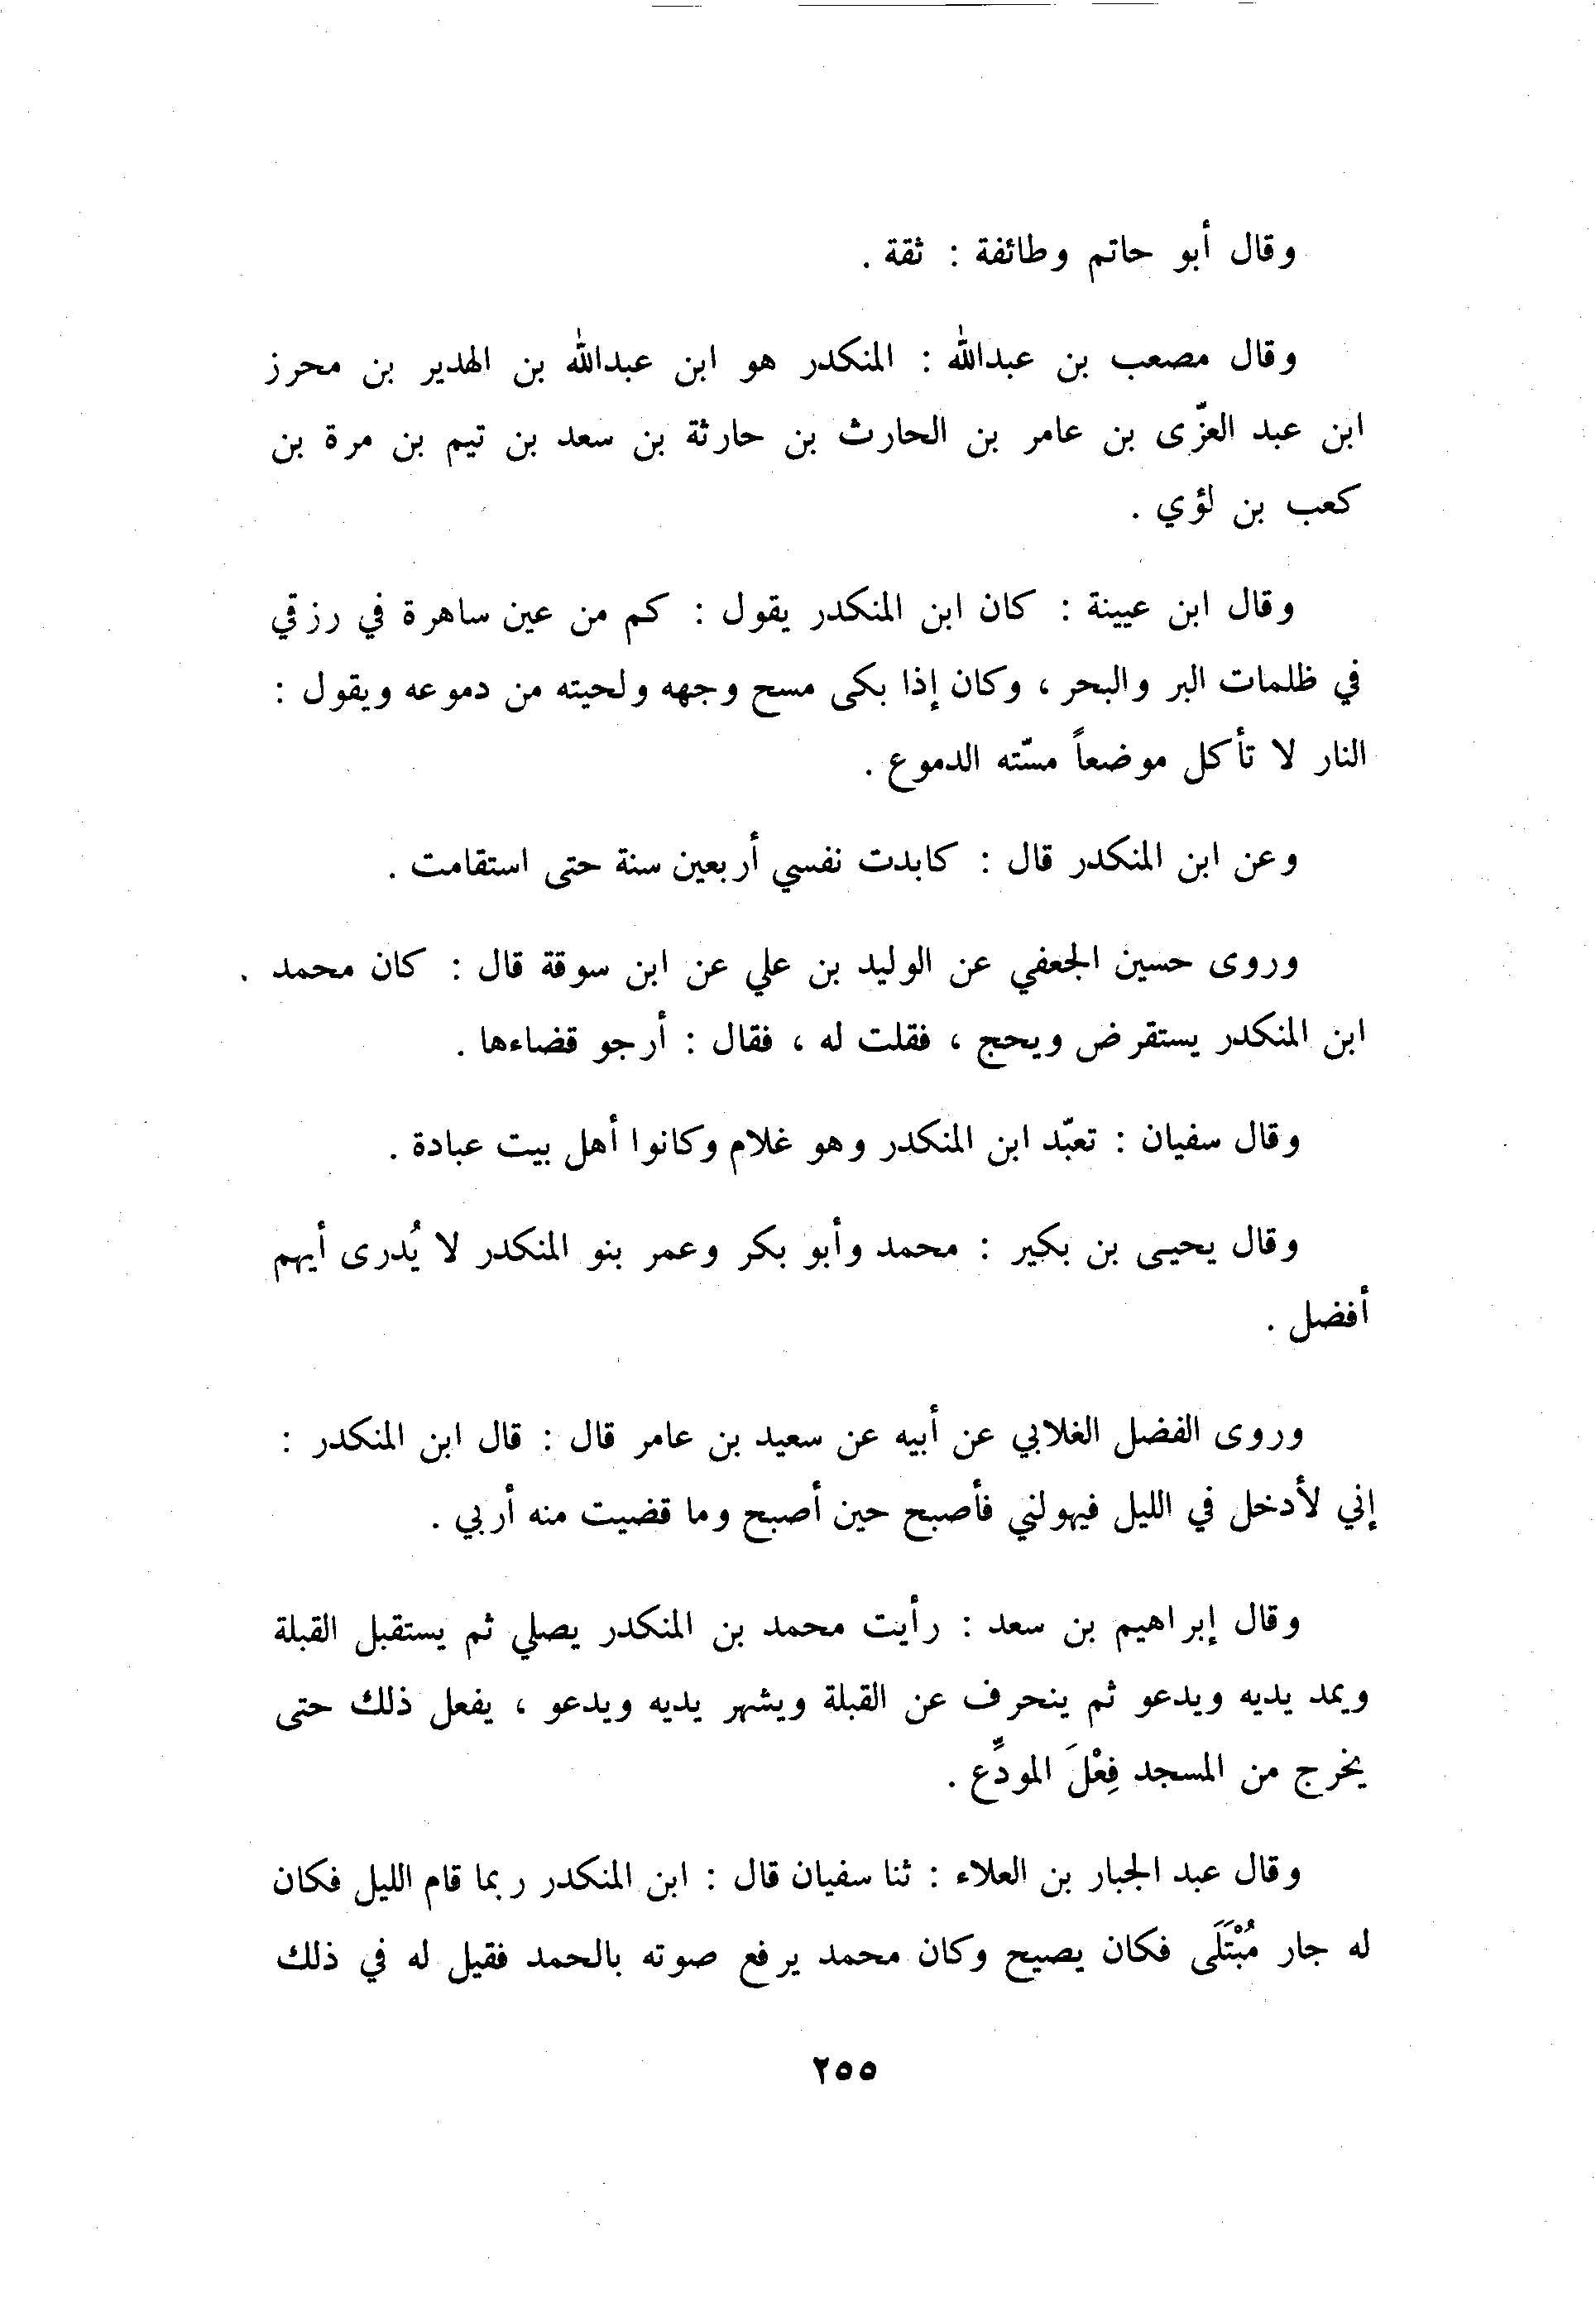 وقال أبو حاتم وطائفة : ثقة .
وقال مصعب بن عبدالله : المنكدر هو ابن عبدالله بن الهدير بن محرز
ابن عبد العزّى بن عامر بن الحارث بن حارثة بن سعد بن تيم بن مرة بن
كعب بن لؤي .
وقال ابن عيينة : كان ابن المنكدر يقول : كم من عين ساهرة في رزقي
في ظلمات البر والبحر ، وكان إذا بكى مسح وجهه ولحيته من دموعه ويقول :
النار لا تأكل موضعاً مسّته الدموع .
وعن ابن المنكدر قال : كابدت نفسي أربعين سنة حتى استقامت .
وروى حسين الجعفي عن الوليد بن علي عن ابن سوقة قال : كان محمد .
ابن المنكدر يستقرض ويحج ، فقلت له ، فقال : أرجو قضاءها .
وقال سفيان : تعبّد ابن المنكدر وهو غلام وكانوا أهل بيت عبادة .
وقال يحيى بن بكير : محمد وأبو بكر وعمر بنو المنكدر لا يُدرى أيهم
أفضل .
وروى الفضل الغلابي عن أبيه عن سعيد بن عامر قال : قال ابن المنكدر :
إني لأدخل في الليل فيهولني فأصبح حين أصبح وما قضيت منه أربي .
وقال إبراهيم بن سعد : رأيت محمد بن المنكدر يصلي ثم يستقبل القبلة
ويمد يديه ويدعو ثم ينحرف عن القبلة ويشهر يديه ويدعو ، يفعل ذلك حتى
يخرج من المسجد فِعْلَ المودِّع .
وقال عبد الجبار بن العلاء : ثنا سفيان قال : ابن المنكدر ربما قام الليل فكان
له جار مُبْتَلَى فكان يصيح وكان محمد يرفع صوته بالحمد فقيل له في ذلك
٢٥٥